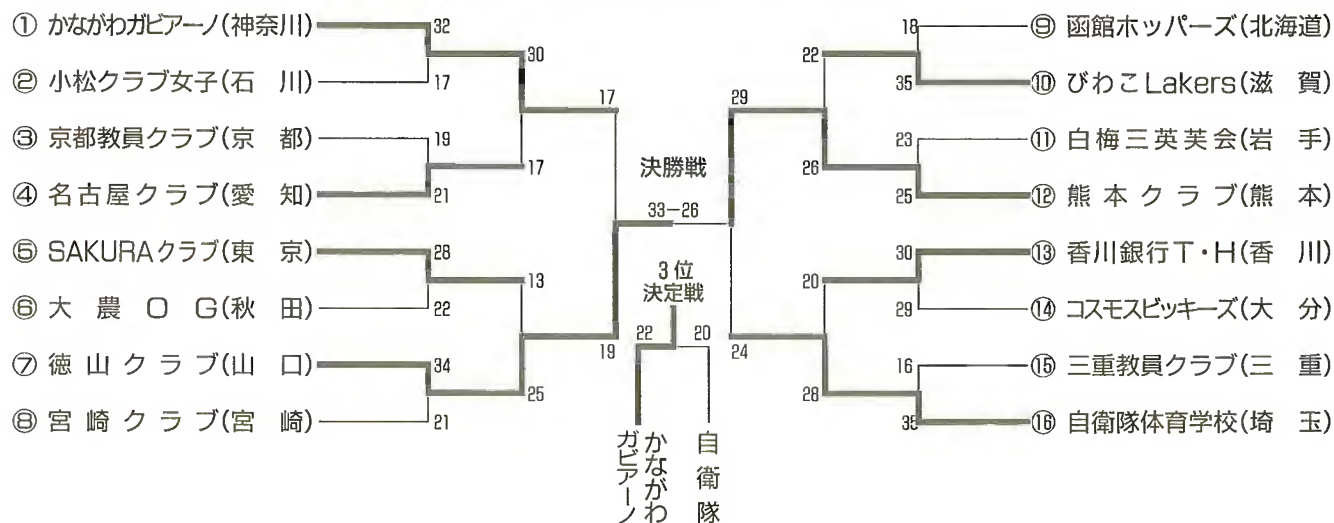 ① かながわガビアーノ(神奈川) 32
30
② 小松クラブ女子(石 川) 17
17
③ 京都教員クラブ(京 都) 19
17
④ 名古屋クラブ(愛 知) 21
⑤ SAKURAクラブ(東 京) 28
13
⑥ 大 農 O G(秋 田) 22
19
⑦ 徳 山 ク ラ ブ(山 口) 34
25
⑧ 宮 崎 ク ラ ブ(宮 崎) 21
決勝戦
33-26
3位
決定戦
22 20
かながわ
ガビアーノ
自衛隊
18 ⑨ 函館ホッパーズ(北海道)
22
35 ⑩ びわこLakers(滋 賀)
29
23 ⑪ 白梅三英芙会(岩 手)
26
25 ⑫ 熊 本 ク ラ ブ(熊 本)
30 ⑬ 香川銀行T・H(香 川)
20
29 ⑭ コスモスビッキーズ(大 分)
24
16 ⑮ 三重教員クラブ(三 重)
28
35 ⑯ 自衛隊体育学校(埼 玉)